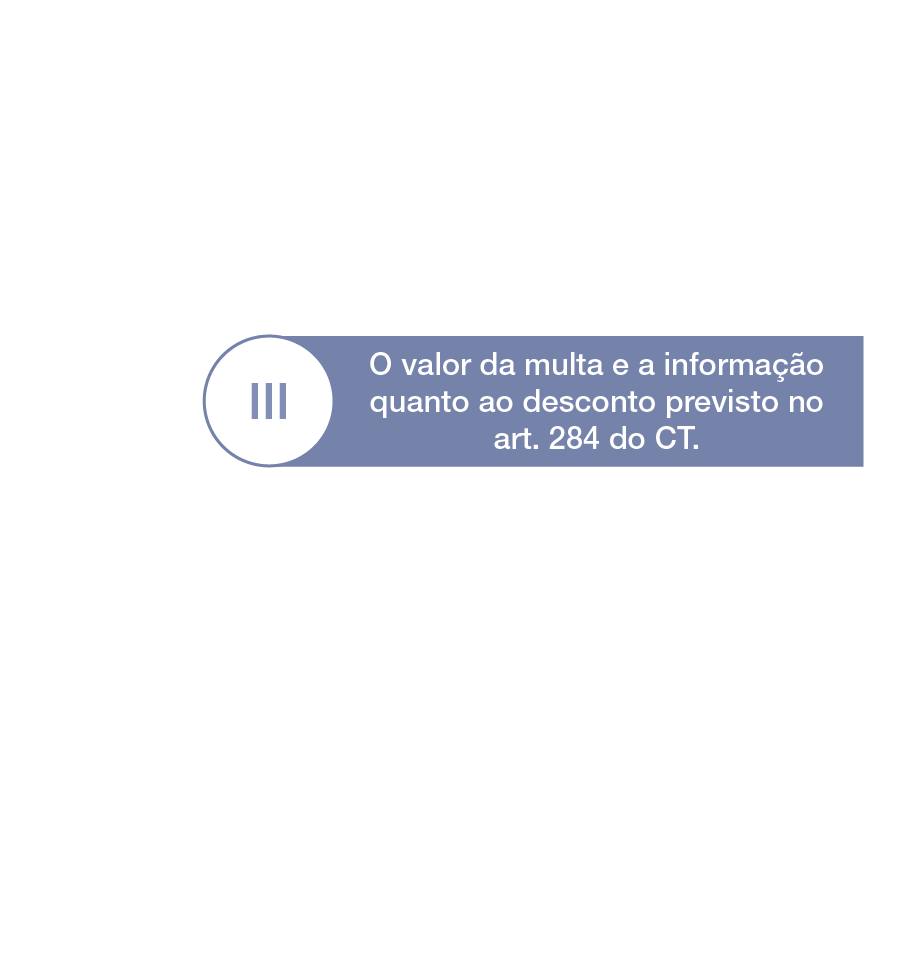 III
O valor da multa e a informação
quanto ao desconto previsto no
art. 284 do CT.